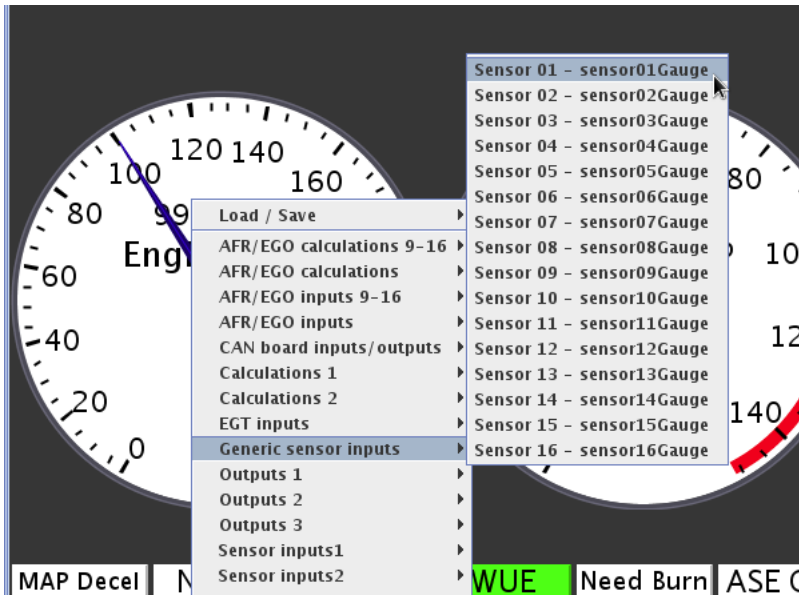 120 140
100 160
80
99
Load / Save
AFR/EGO calculations 9-16
AFR/EGO calculations
AFR/EGO inputs 9-16
AFR/EGO inputs
CAN board inputs/outputs
Calculations 1
Calculations 2
EGT inputs
Generic sensor inputs
Outputs 1
Outputs 2
Outputs 3
Sensor inputs1
Sensor inputs2
Sensor 01 - sensor01Gauge
Sensor 02 - sensor02Gauge
Sensor 03 - sensor03Gauge
Sensor 04 - sensor04Gauge
Sensor 05 - sensor05Gauge
Sensor 06 - sensor06Gauge
Sensor 07 - sensor07Gauge
Sensor 08 - sensor08Gauge
Sensor 09 - sensor09Gauge
Sensor 10 - sensor10Gauge
Sensor 11 - sensor11Gauge
Sensor 12 - sensor12Gauge
Sensor 13 - sensor13Gauge
Sensor 14 - sensor14Gauge
Sensor 15 - sensor15Gauge
Sensor 16 - sensor16Gauge
60
40
20
0
80
140
MAP Decel
WUE
Need Burn
ASE